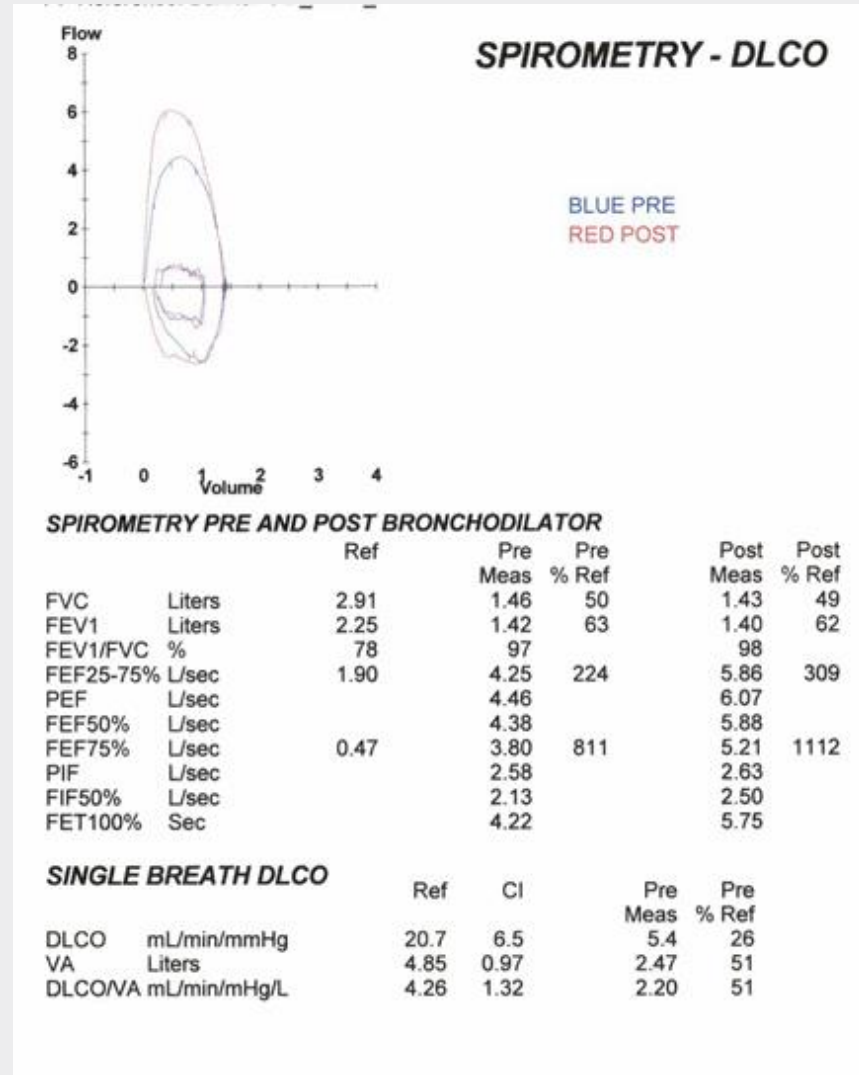 Flow
SPIROMETRY - DLCO
8
6
4
2
0
-2
-4
-6
BLUE PRE
RED POST
-1 0 1 2 3 4
Volume
SPIROMETRY PRE AND POST BRONCHODILATOR
Ref Pre Pre Post Post
Meas % Ref Meas % Ref
FVC Liters 2.91 1.46 50 1.43 49
FEV1 Liters 2.25 1.42 63 1.40 62
FEV1/FVC % 78 97 98
FEF25-75% L/sec 1.90 4.25 224 5.86 309
PEF L/sec 4.46 6.07
FEF50% L/sec 4.38 5.88
FEF75% L/sec 0.47 3.80 811 5.21 1112
PIF L/sec 2.58 2.63
FIF50% L/sec 2.13 2.50
FET100% Sec 4.22 5.75
SINGLE BREATH DLCO
Ref CI Pre Pre
Meas % Ref
DLCO mL/min/mmHg 20.7 6.5 5.4 26
VA Liters 4.85 0.97 2.47 51
DLCO/VA mL/min/mHg/L 4.26 1.32 2.20 51